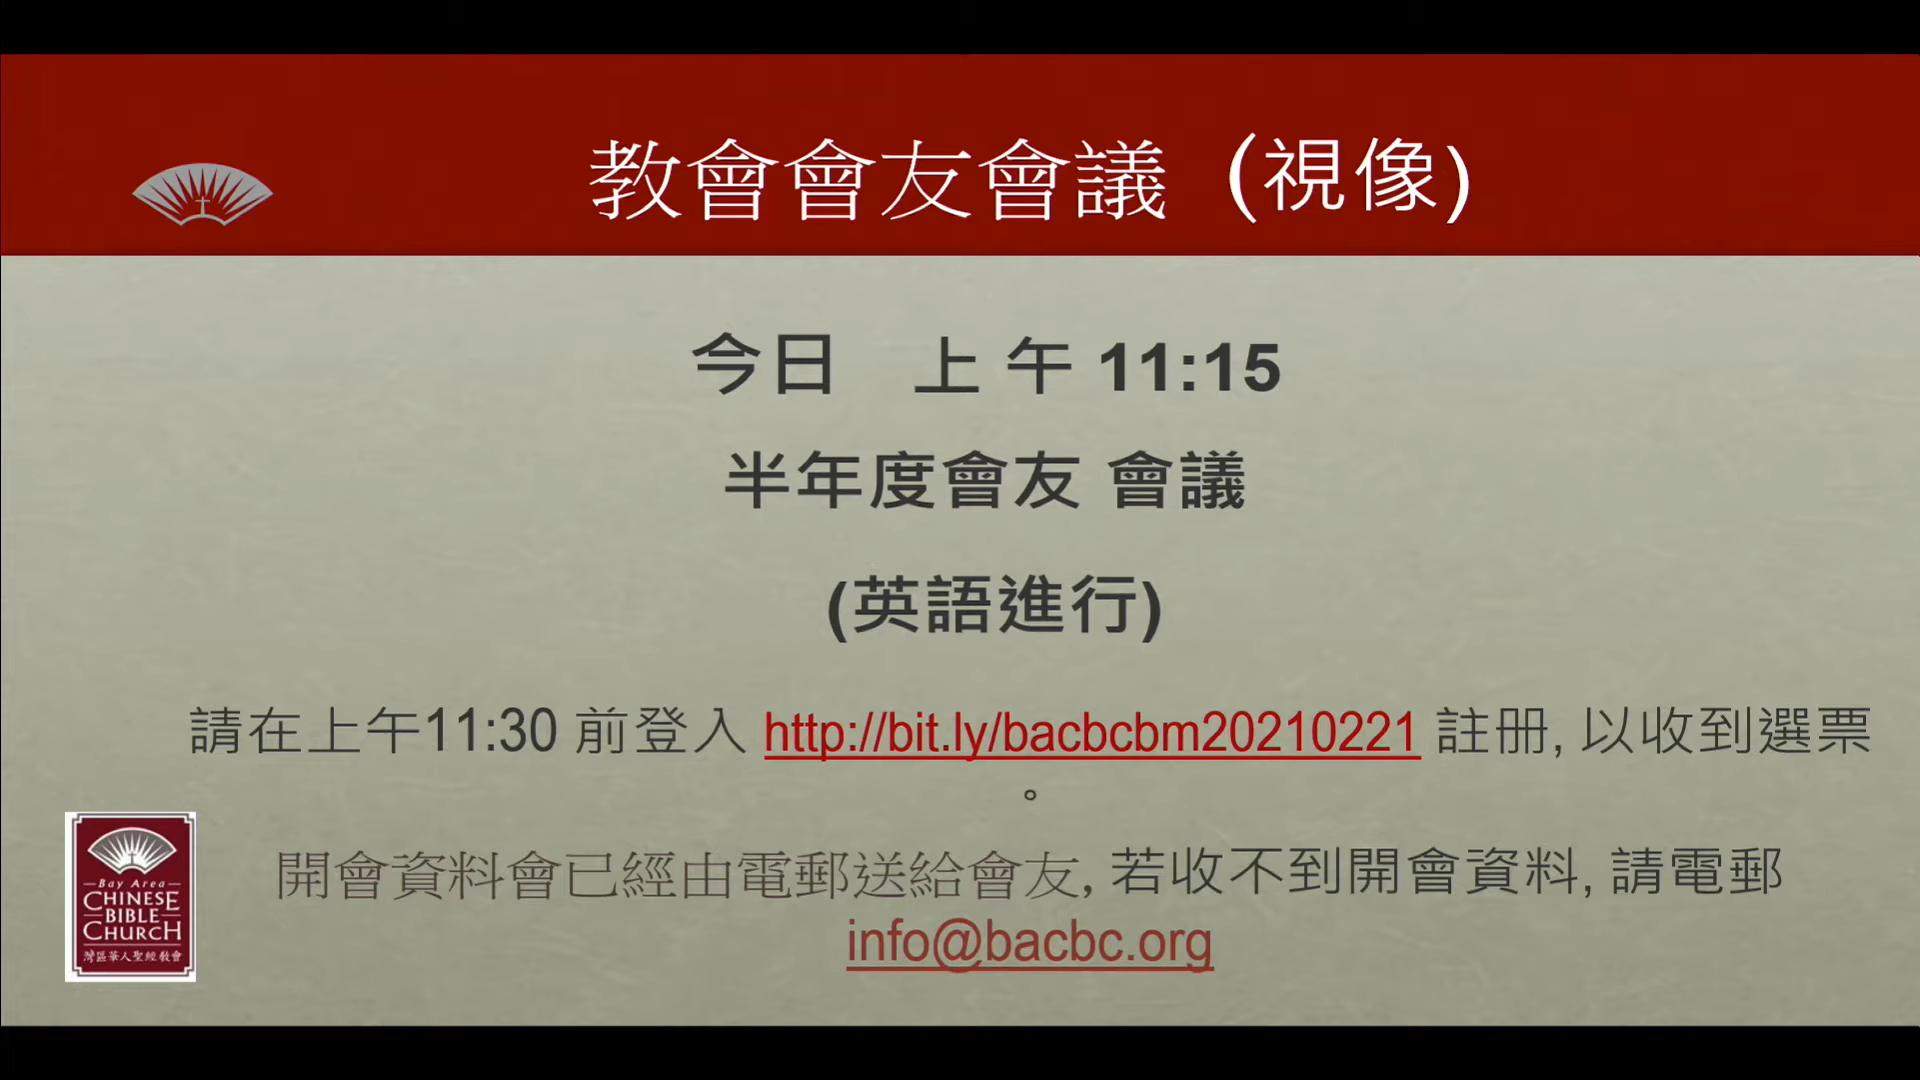 教會會友會議（視像）
今日　上 午 11:15
半年度會友 會議
(英語進行)
請在上午11:30 前登入 http://bit.ly/bacbcbm20210221 註冊, 以收到選票
。
開會資料會已經由電郵送給會友, 若收不到開會資料, 請電郵
info@bacbc.org
Bay Area
CHINESE
BIBLE
CHURCH
灣區華人聖經教會